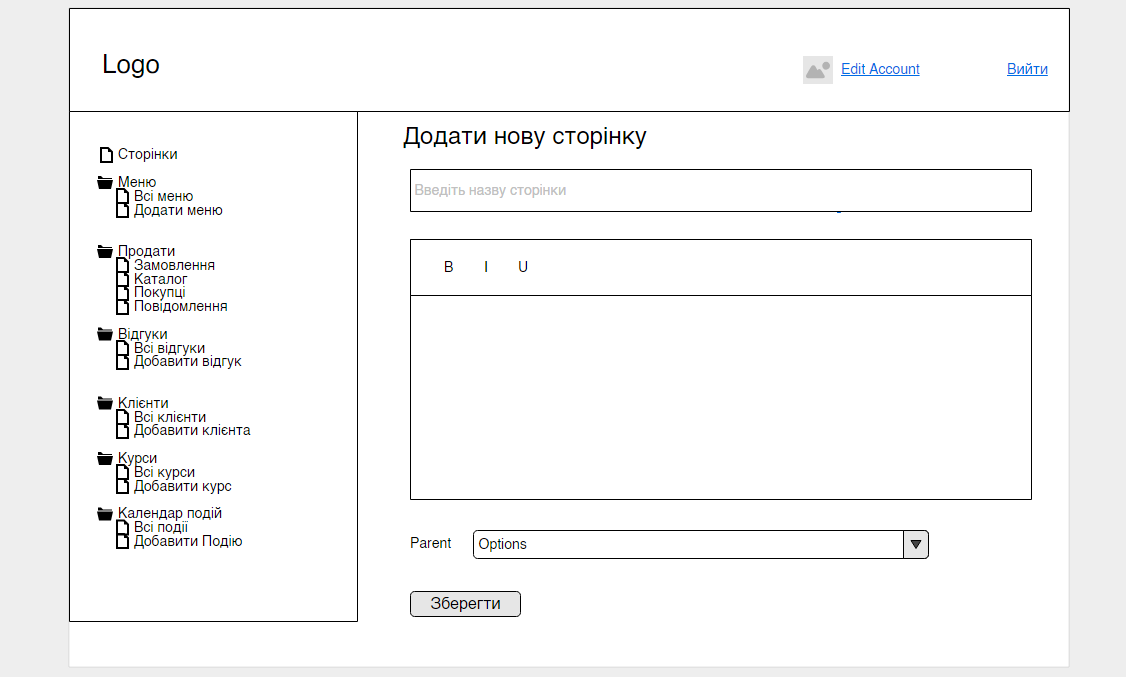 Logo
Edit Account
Вийти
Сторінки
Меню
Всі меню
Додати меню
Продати
Замовлення
Каталог
Покупці
Повідомлення
Відгуки
Всі відгуки
Добавити відгук
Клієнти
Всі клієнти
Добавити клієнта
Курси
Всі курси
Добавити курс
Календар подій
Всі події
Добавити Подію
Додати нову сторінку
Введіть назву сторінки
B I U
Parent Options
Зберегти